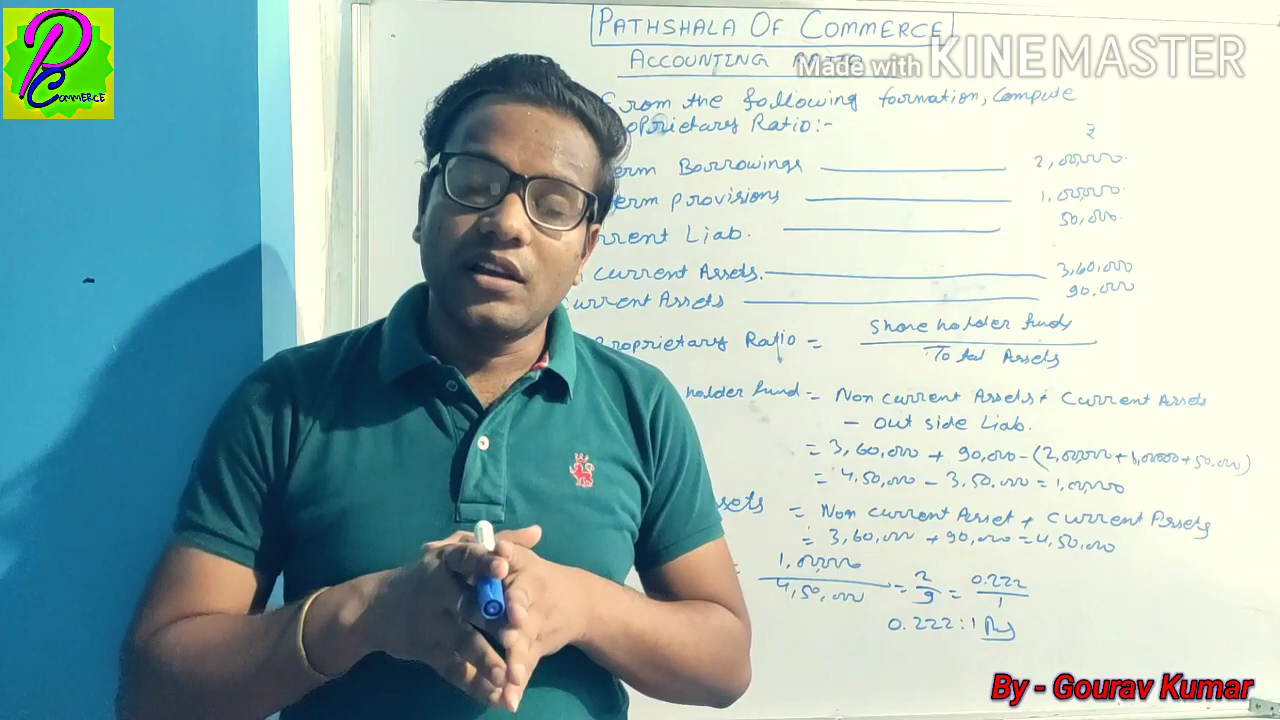 PC
COMMERCE
PATHSHALA OF COMMERCE
ACCOUNTING RATIO
Made with KINEMASTER
From the following formation, Compute
oprietary Ratio:-
₹
erm Borrowings 2,00,000.
erm Provisions 1,00,000.
rrent Liab. 50,000.
n current Assets. 3,60,000
Current Assets 90,000
Proprietary Ratio = Share holder funds
Total Assets
holder fund = Non current Assets + Current Assets
- Out side Liab.
= 3,60,000 + 90,000 - (2,00,000 + 1,00,000 + 50,000)
= 4,50,000 - 3,50,000 = 1,00,000
ssets = Non current Asset + Current Assets
= 3,60,000 + 90,000 = 4,50,000
= 1,00,000 / 4,50,000 = 2/9 = 0.222/1
0.222:1
By - Gourav Kumar